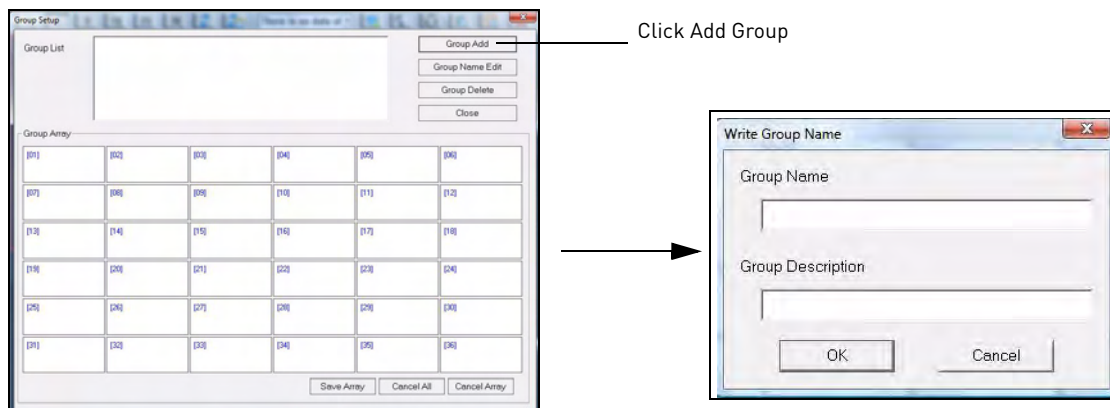 Group Setup
Click Add Group
Group List
Group Add
Group Name Edit
Group Delete
Close
Group Array
[01] [02] [03] [04] [05] [06]
[07] [08] [09] [10] [11] [12]
[13] [14] [15] [16] [17] [18]
[19] [20] [21] [22] [23] [24]
[25] [26] [27] [28] [29] [30]
[31] [32] [33] [34] [35] [36]
Save Array Cancel All Cancel Array
Write Group Name
Group Name
Group Description
OK Cancel